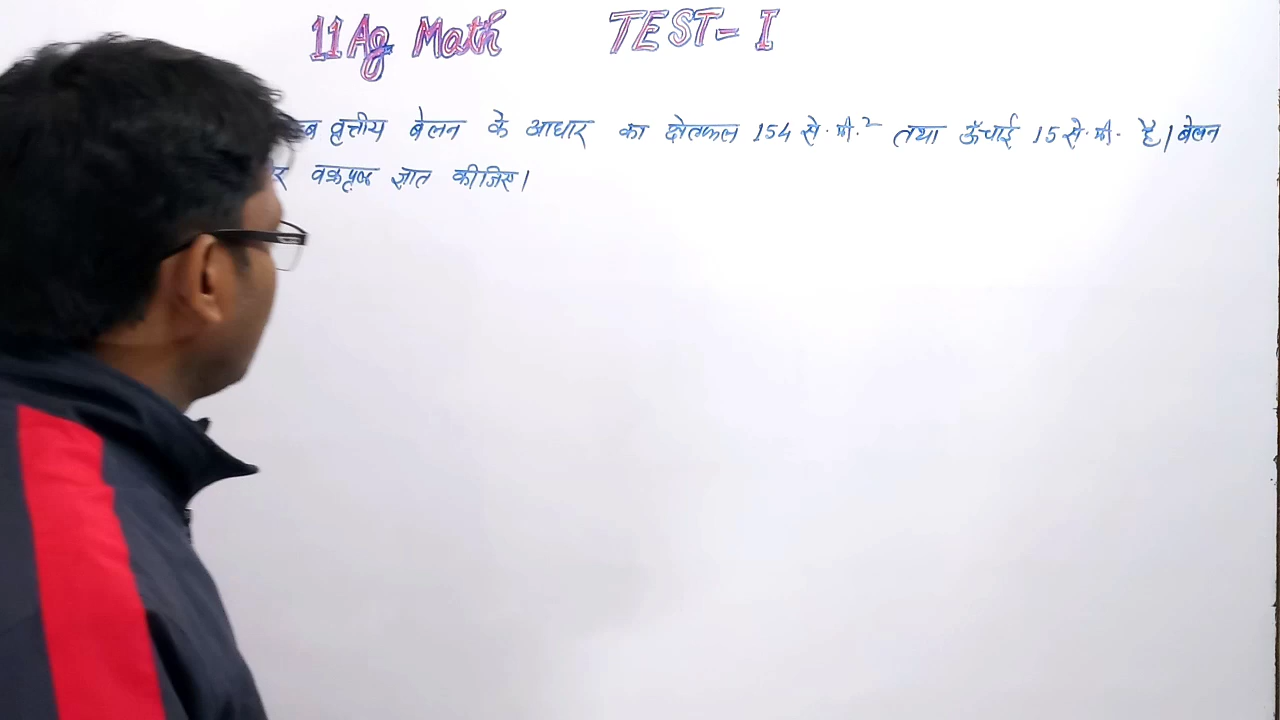 11Ag Math TEST-I
वृत्तीय बेलन के आधार का क्षेत्रफल 154 से.मी.² तथा ऊँचाई 15 से.मी. है। बेलन
वक्रपृष्ठ ज्ञात कीजिए।